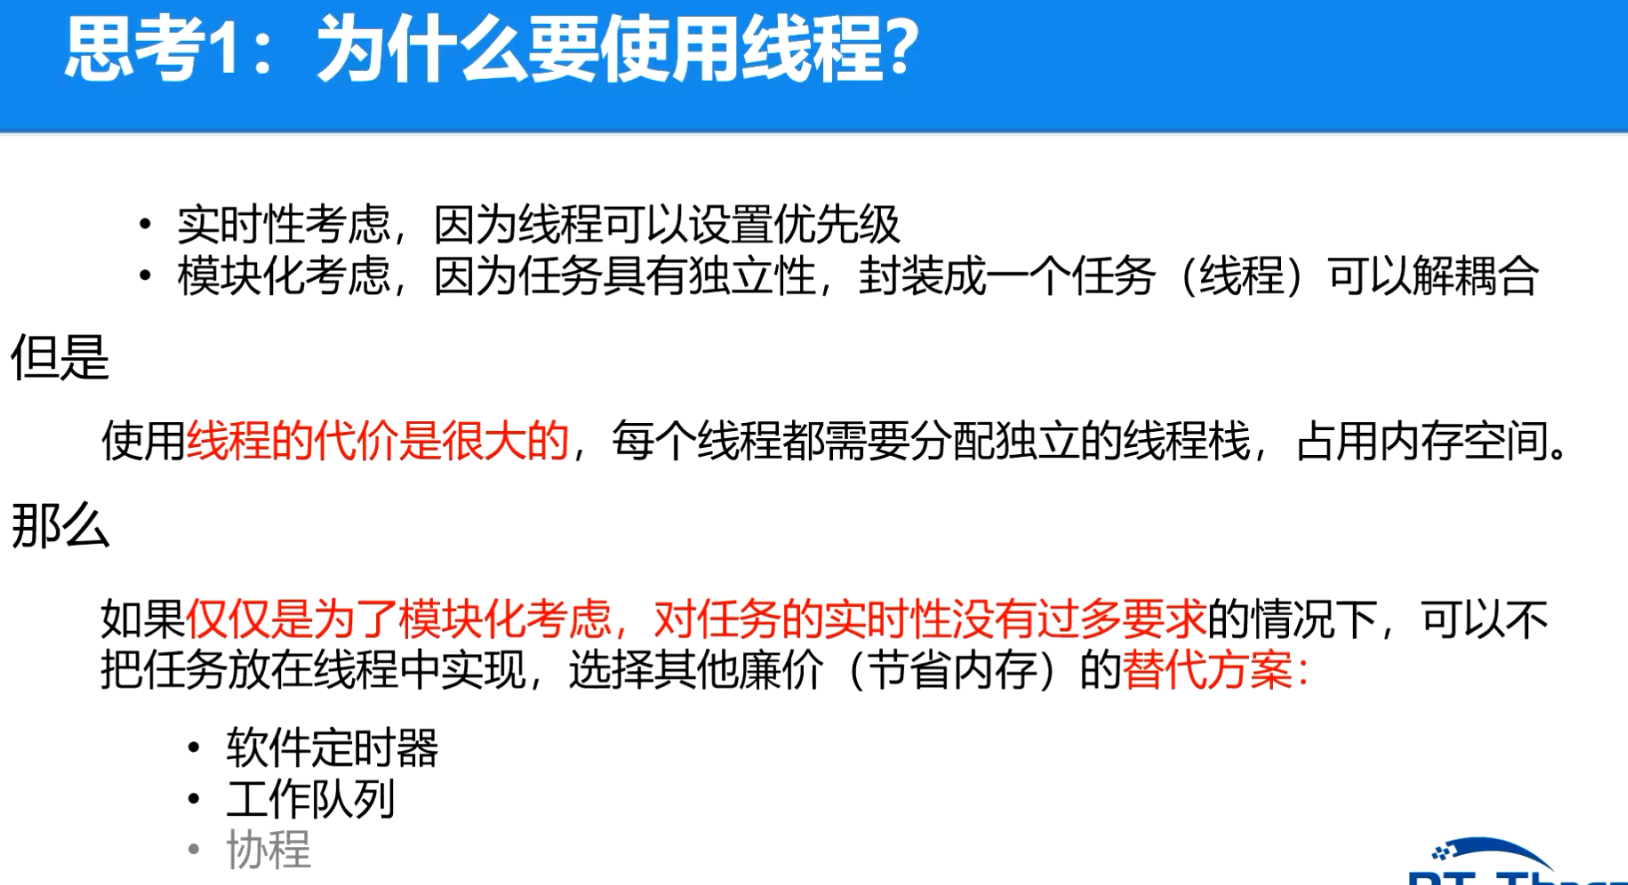 思考1：为什么要使用线程？
• 实时性考虑，因为线程可以设置优先级
• 模块化考虑，因为任务具有独立性，封装成一个任务（线程）可以解耦合
但是
使用线程的代价是很大的，每个线程都需要分配独立的线程栈，占用内存空间。
那么
如果仅仅是为了模块化考虑，对任务的实时性没有过多要求的情况下，可以不
把任务放在线程中实现，选择其他廉价（节省内存）的替代方案：
• 软件定时器
• 工作队列
• 协程